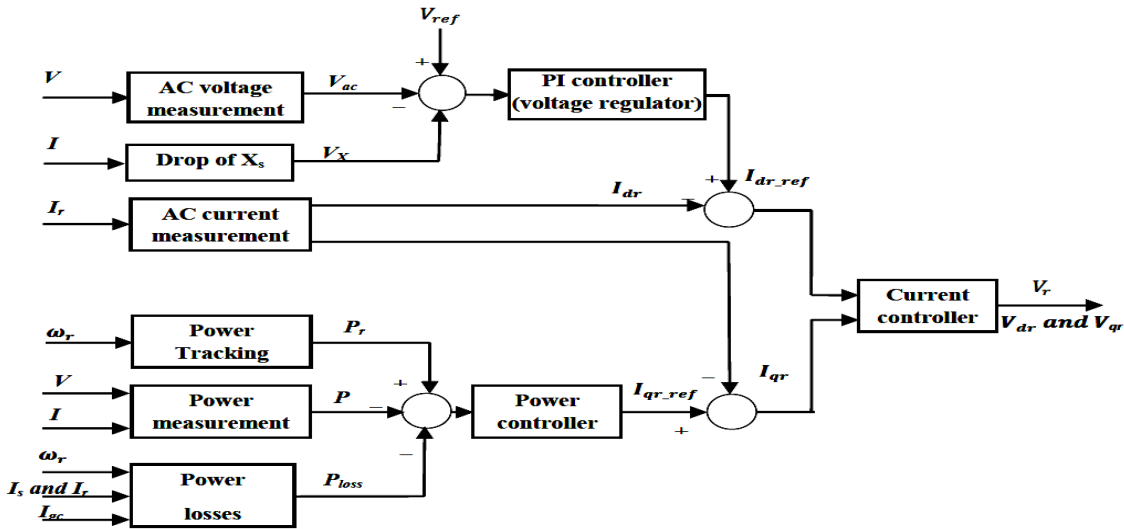 V_ref
+
V
AC voltage
measurement
V_ac
−
PI controller
(voltage regulator)
I
Drop of X_s
V_X
I_r
AC current
measurement
I_dr
−
+
I_dr_ref
Current
controller
V_r
V_dr and V_qr
ω_r
Power
Tracking
P_r
+
V
I
Power
measurement
P
−
Power
controller
I_qr_ref
−
+
I_qr
−
ω_r
I_s and I_r
I_gc
Power
losses
P_loss